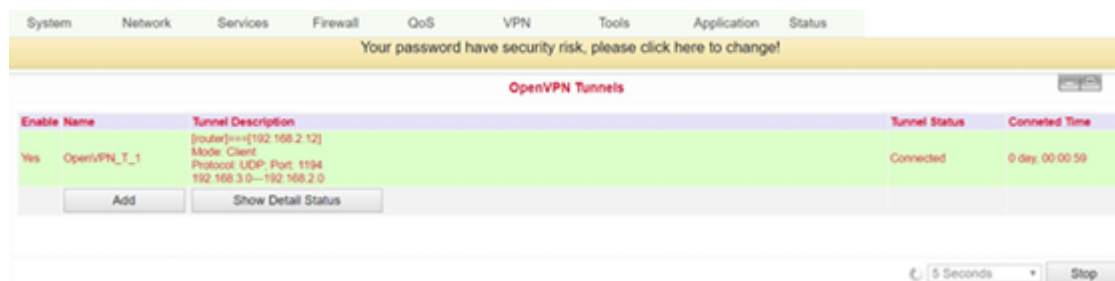 System Network Services Firewall QoS VPN Tools Application Status
Your password have security risk, please click here to change!
OpenVPN Tunnels
Enable Name Tunnel Description Tunnel Status Conneted Time
[router]===[192.168.2.12]
Mode: Client
Yes OpenVPN_T_1 Protocol: UDP; Port: 1194 Connected 0 day, 00:00:59
192.168.3.0---192.168.2.0
Add Show Detail Status
5 Seconds Stop